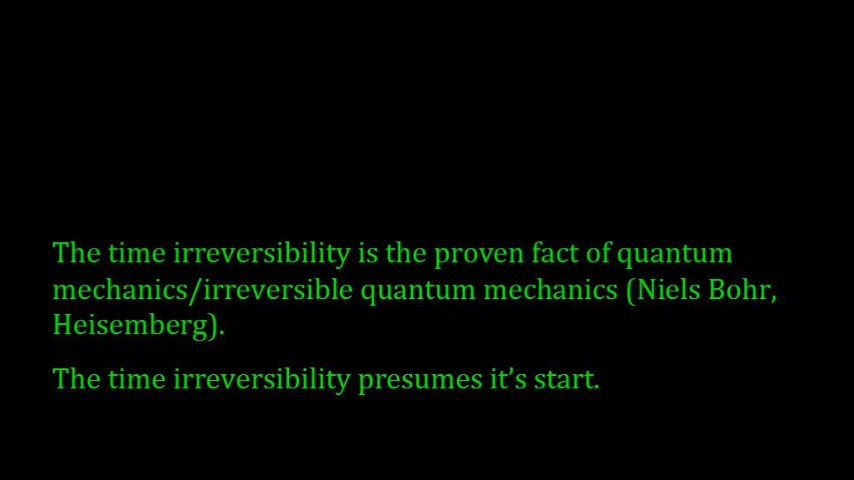 The time irreversibility is the proven fact of quantum
mechanics/irreversible quantum mechanics (Niels Bohr,
Heisemberg).
The time irreversibility presumes it’s start.